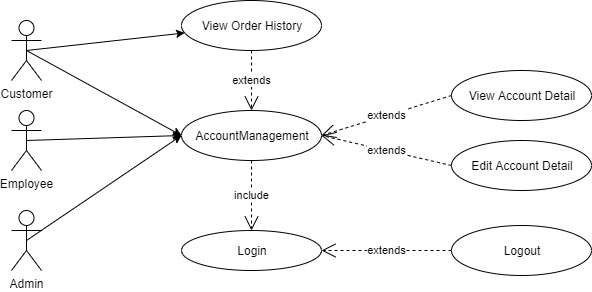 View Order History
Customer
extends
View Account Detail
extends
AccountManagement
Employee
extends
Edit Account Detail
include
Admin
Login
extends
Logout